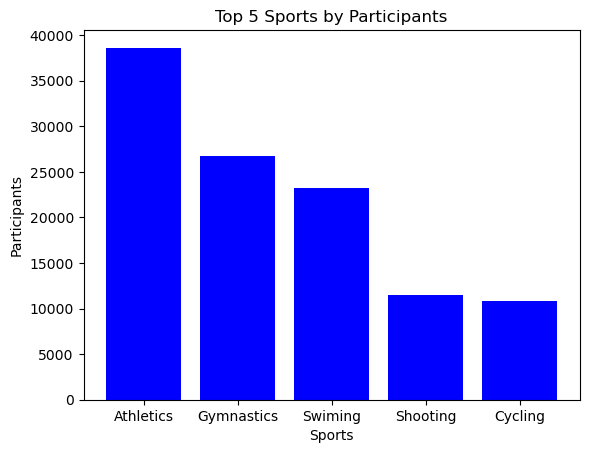 Top 5 Sports by Participants
40000
35000
30000
25000
20000
15000
10000
5000
0
Participants
Athletics Gymnastics Swiming Shooting Cycling
Sports